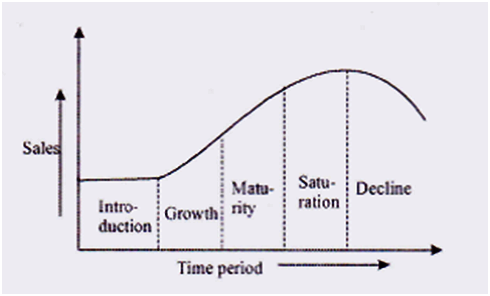 Sales
Intro-
duction
Growth
Matu-
rity
Satu-
ration
Decline
Time period